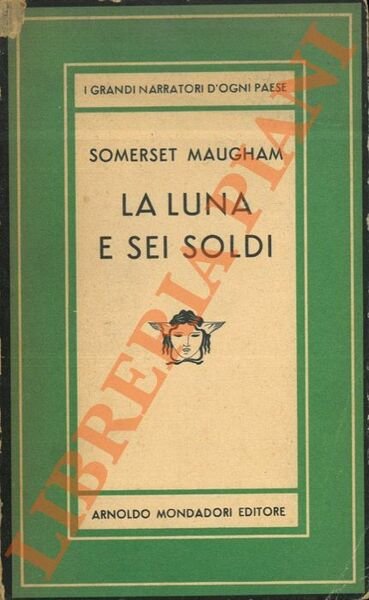 I GRANDI NARRATORI D'OGNI PAESE
SOMERSET MAUGHAM
LA LUNA
E SEI SOLDI
ARNOLDO MONDADORI EDITORE
LIBRERIA PIANI